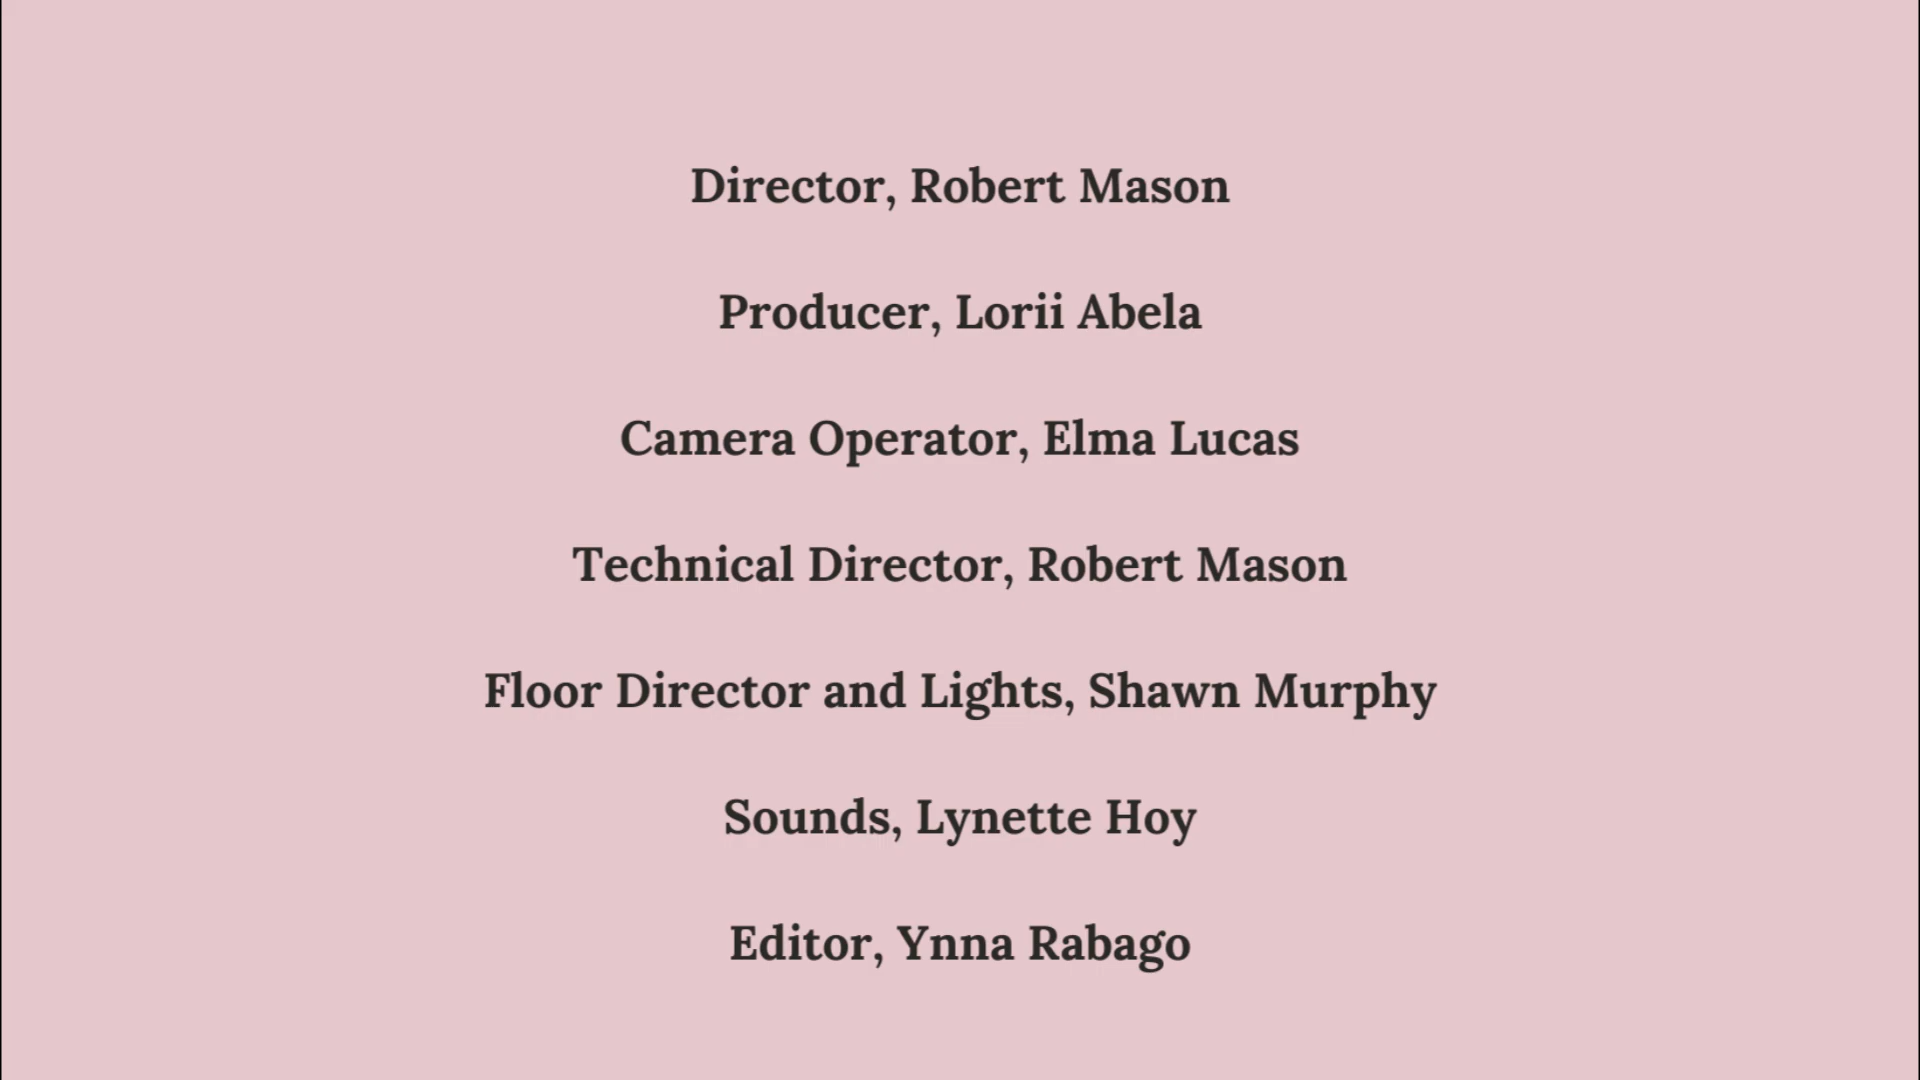 Director, Robert Mason
Producer, Lorii Abela
Camera Operator, Elma Lucas
Technical Director, Robert Mason
Floor Director and Lights, Shawn Murphy
Sounds, Lynette Hoy
Editor, Ynna Rabago